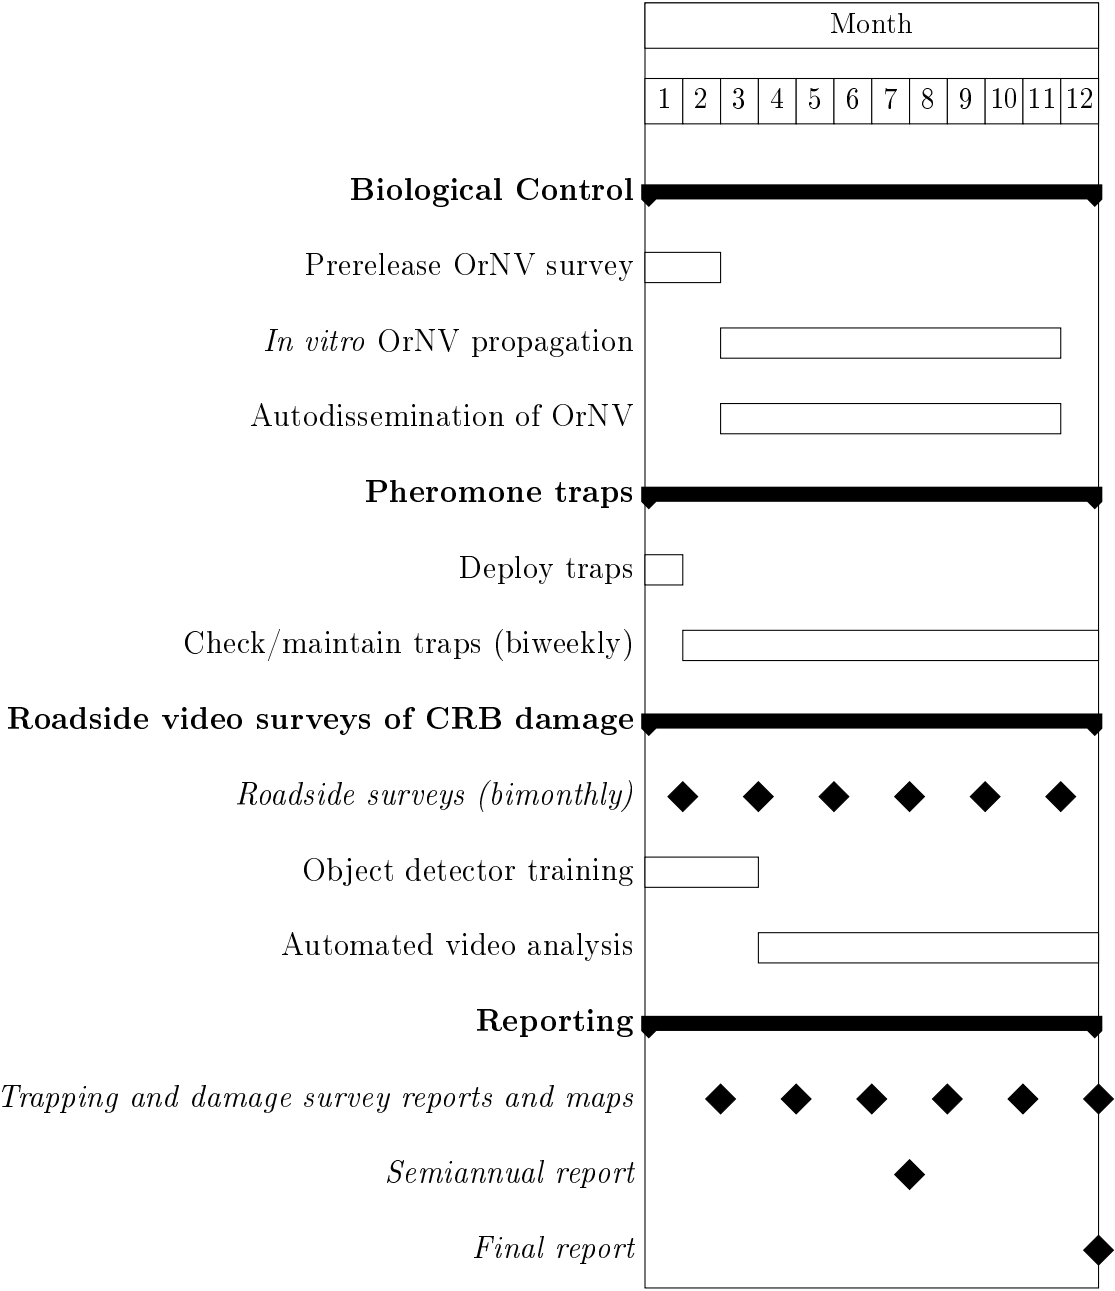 Month
1 2 3 4 5 6 7 8 9 10 11 12
Biological Control
Prerelease OrNV survey
In vitro OrNV propagation
Autodissemination of OrNV
Pheromone traps
Deploy traps
Check/maintain traps (biweekly)
Roadside video surveys of CRB damage
Roadside surveys (bimonthly)
Object detector training
Automated video analysis
Reporting
Trapping and damage survey reports and maps
Semiannual report
Final report